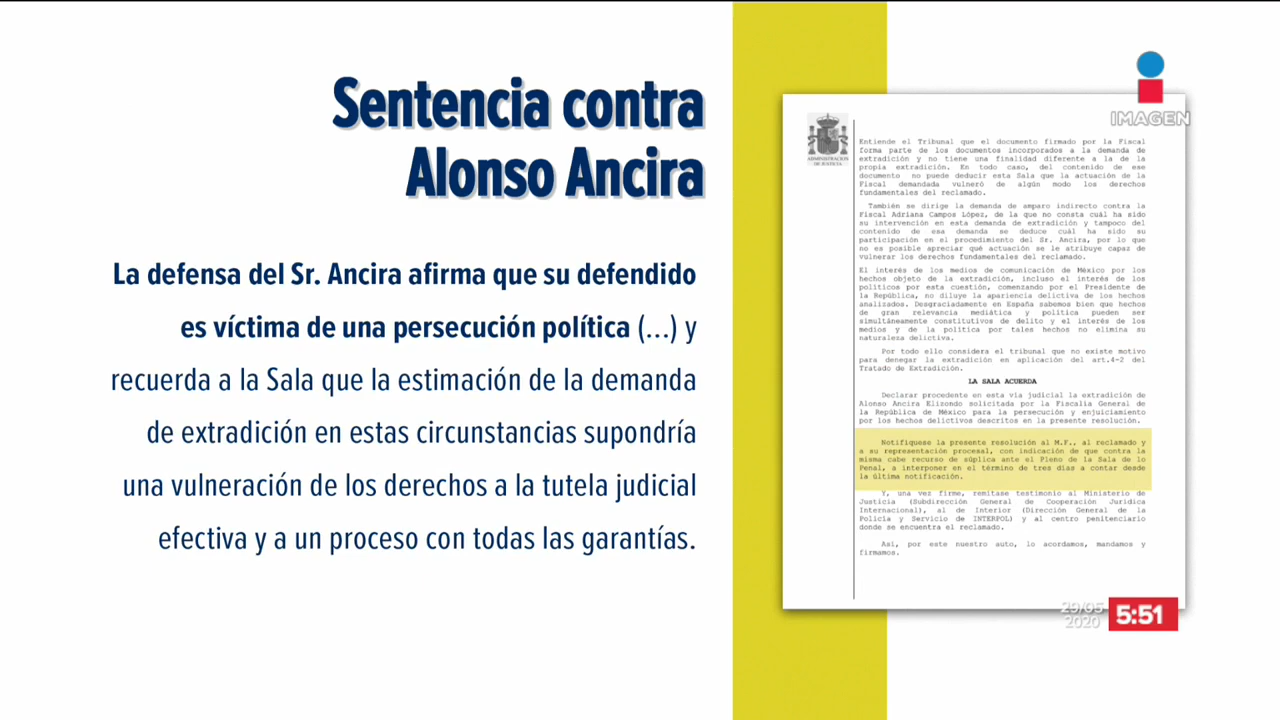 Sentencia contra
Alonso Ancira
La defensa del Sr. Ancira afirma que su defendido
es víctima de una persecución política (...) y
recuerda a la Sala que la estimación de la demanda
de extradición en estas circunstancias supondría
una vulneración de los derechos a la tutela judicial
efectiva y a un proceso con todas las garantías.
IMAGEN
ADMINISTRACION
DE JUSTICIA
Entiende el Tribunal que el documento firmado por la Fiscal
forma parte de los documentos incorporados a la demanda de
extradición y no tiene una finalidad diferente a la de la
propia extradición. En todo caso, del contenido de ese
documento no puede deducir esta Sala que la actuación de la
Fiscal demandada vulneró de algún modo los derechos
fundamentales del reclamado.
También se dirige la demanda de amparo indirecto contra la
Fiscal Adriana Campos López, de la que no consta cuál ha sido
su intervención en esta demanda de extradición y tampoco del
contenido de esa demanda se deduce cuál ha sido su
participación en el procedimiento del Sr. Ancira, por lo que
no es posible apreciar qué actuación se le atribuye capaz de
vulnerar los derechos fundamentales del reclamado.
El interés de los medios de comunicación de México por los
hechos objeto de la extradición, incluso el interés de los
políticos por esta cuestión, comenzando por el Presidente de
la República, no diluye la apariencia delictiva de los hechos
analizados. Desgraciadamente en España sabemos bien que hechos
de gran relevancia mediática y política pueden ser
simultáneamente constitutivos de delito y el interés de los
medios y de la política por tales hechos no elimina su
naturaleza delictiva.
Por todo ello considera el tribunal que no existe motivo
para denegar la extradición en aplicación del art.4-2 del
Tratado de Extradición.
LA SALA ACUERDA
Declarar procedente en esta vía judicial la extradición de
Alonso Ancira Elizondo solicitada por la Fiscalía General de
la República de México para la persecución y enjuiciamiento
por los hechos delictivos descritos en la presente resolución.
Notifíquese la presente resolución al M.F., al reclamado y
a su representación procesal, con indicación de que contra la
misma cabe recurso de súplica ante el Pleno de la Sala de lo
Penal, a interponer en el término de tres días a contar desde
la última notificación.
Y, una vez firme, remítase testimonio al Ministerio de
Justicia (Subdirección General de Cooperación Jurídica
Internacional), al de Interior (Dirección General de la
Policía y Servicio de INTERPOL) y al centro penitenciario
donde se encuentra el reclamado.
Así, por este nuestro auto, lo acordamos, mandamos y
firmamos.
29/05
2020
5:51